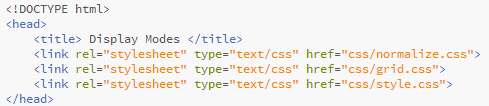 <!DOCTYPE html>
<head>
<title> Display Modes </title>
<link rel="stylesheet" type="text/css" href="css/normalize.css">
<link rel="stylesheet" type="text/css" href="css/grid.css">
<link rel="stylesheet" type="text/css" href="css/style.css">
</head>